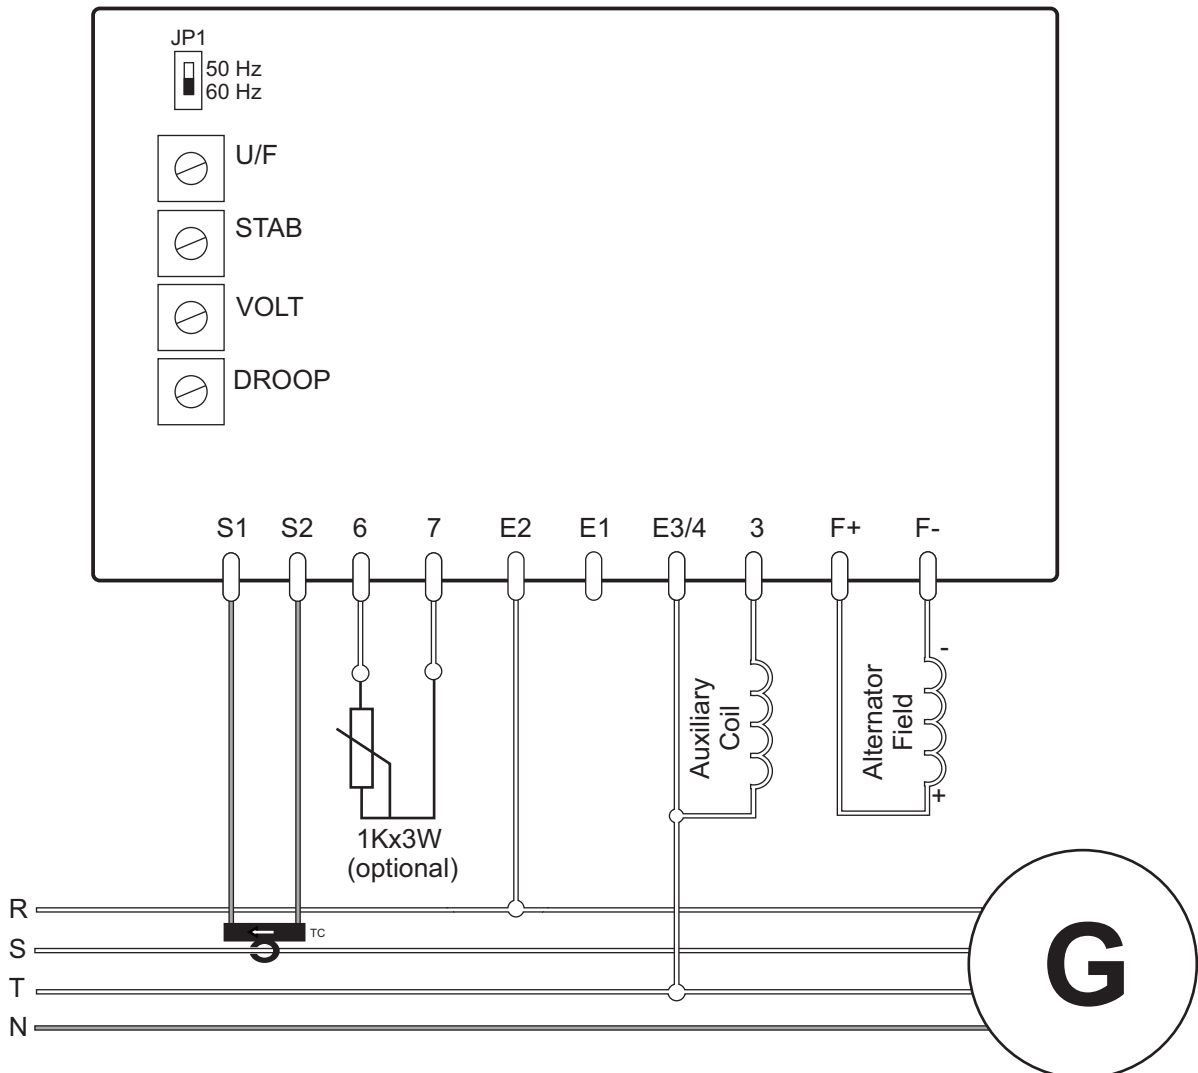 JP1
50 Hz
60 Hz
U/F
STAB
VOLT
DROOP
S1 S2 6 7 E2 E1 E3/4 3 F+ F-
Auxiliary
Coil
Alternator
Field
-
+
1Kx3W
(optional)
R
TC
S
T
N
G